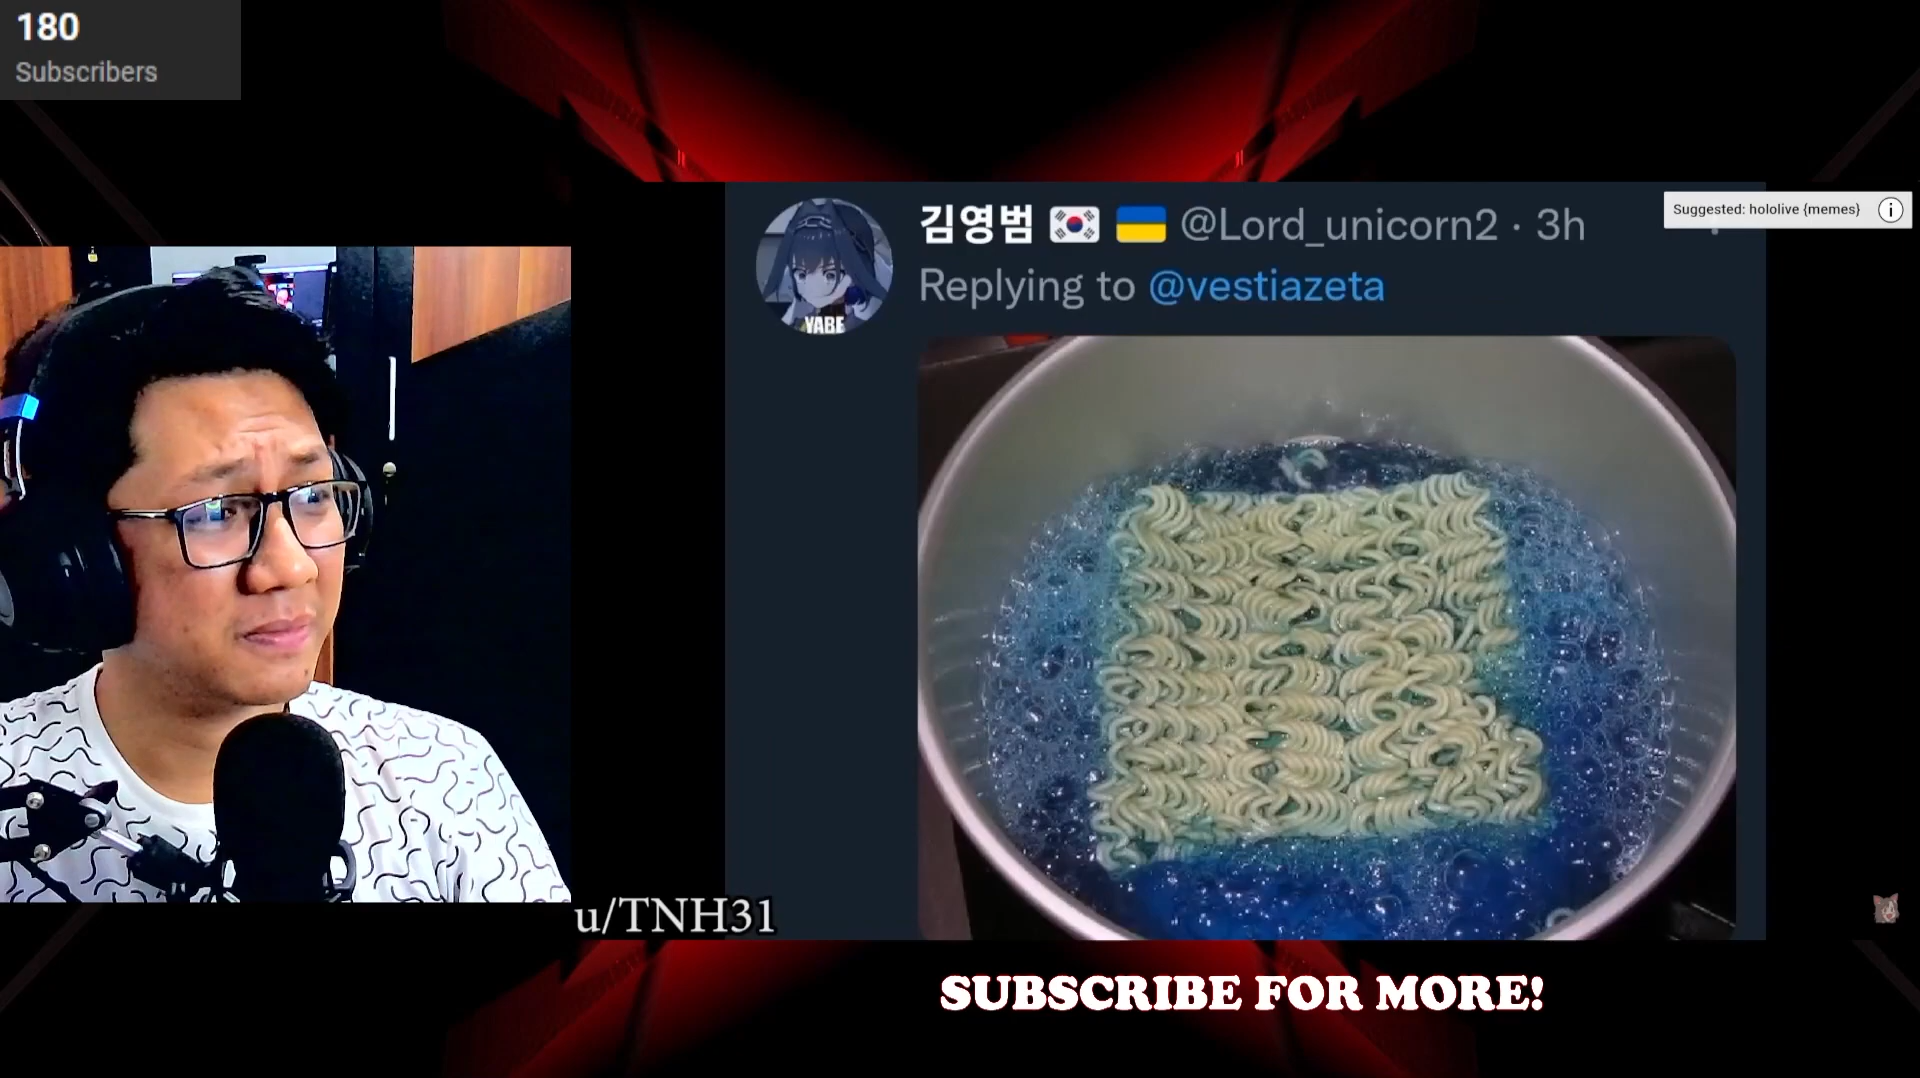 180
Subscribers
김영범 @Lord_unicorn2 · 3h
Suggested: hololive {memes}
Replying to @vestiazeta
YABE
u/TNH31
SUBSCRIBE FOR MORE!